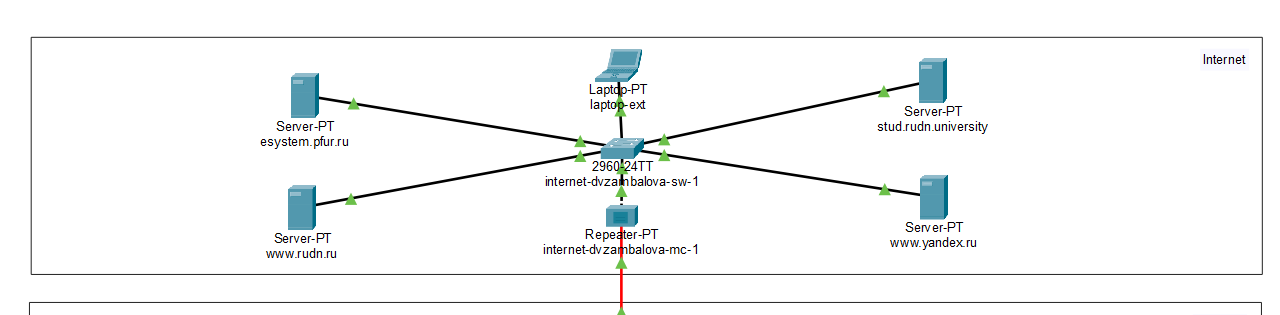 Internet
Laptop-PT
laptop-ext
Server-PT
esystem.pfur.ru
Server-PT
stud.rudn.university
2960-24TT
internet-dvzambalova-sw-1
Server-PT
www.rudn.ru
Repeater-PT
internet-dvzambalova-mc-1
Server-PT
www.yandex.ru